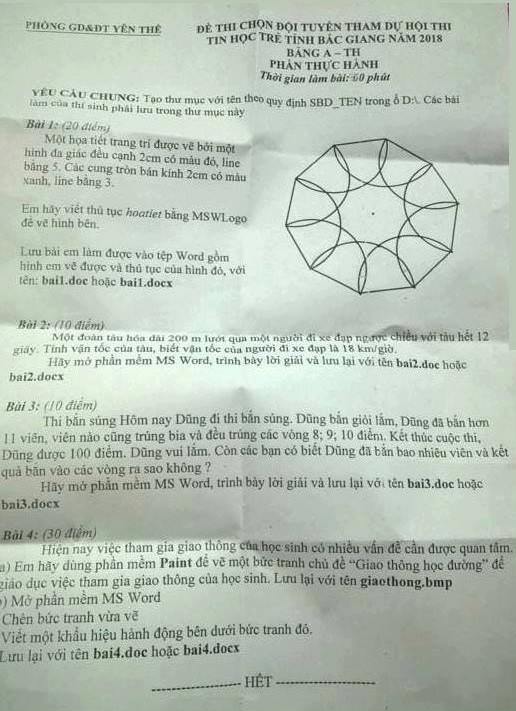 PHÒNG GD&ĐT YÊN THẾ
ĐỀ THI CHỌN ĐỘI TUYỂN THAM DỰ HỘI THI
TIN HỌC TRẺ TỈNH BẮC GIANG NĂM 2018
BẢNG A – TH
PHẦN THỰC HÀNH
Thời gian làm bài: 60 phút
YÊU CẦU CHUNG: Tạo thư mục với tên theo quy định SBD_TEN trong ổ D:\. Các bài
làm của thí sinh phải lưu trong thư mục này
Bài 1: (20 điểm)
Một họa tiết trang trí được vẽ bởi một
hình đa giác đều cạnh 2cm có màu đỏ, line
bằng 5. Các cung tròn bán kính 2cm có màu
xanh, line bằng 3.
Em hãy viết thủ tục hoatiet bằng MSWLogo
để vẽ hình bên.
Lưu bài em làm được vào tệp Word gồm
hình em vẽ được và thủ tục của hình đó, với
tên: bai1.doc hoặc bai1.docx
Bài 2: (10 điểm)
Một đoàn tàu hỏa dài 200 m lướt qua một người đi xe đạp ngược chiều với tàu hết 12
giây. Tính vận tốc của tàu, biết vận tốc của người đi xe đạp là 18 km/giờ.
Hãy mở phần mềm MS Word, trình bày lời giải và lưu lại với tên bai2.doc hoặc
bai2.docx
Bài 3: (10 điểm)
Thi bắn súng Hôm nay Dũng đi thi bắn súng. Dũng bắn giỏi lắm, Dũng đã bắn hơn
11 viên, viên nào cũng trúng bia và đều trúng các vòng 8; 9; 10 điểm. Kết thúc cuộc thi,
Dũng được 100 điểm. Dũng vui lắm. Còn các bạn có biết Dũng đã bắn bao nhiêu viên và kết
quả bắn vào các vòng ra sao không ?
Hãy mở phần mềm MS Word, trình bày lời giải và lưu lại với tên bai3.doc hoặc
bai3.docx
Bài 4: (30 điểm)
Hiện nay việc tham gia giao thông của học sinh có nhiều vấn đề cần được quan tâm.
a) Em hãy dùng phần mềm Paint để vẽ một bức tranh chủ đề “Giao thông học đường” để
giáo dục việc tham gia giao thông của học sinh. Lưu lại với tên giaothong.bmp
b) Mở phần mềm MS Word
Chèn bức tranh vừa vẽ
Viết một khẩu hiệu hành động bên dưới bức tranh đó.
Lưu lại với tên bai4.doc hoặc bai4.docx
HẾT